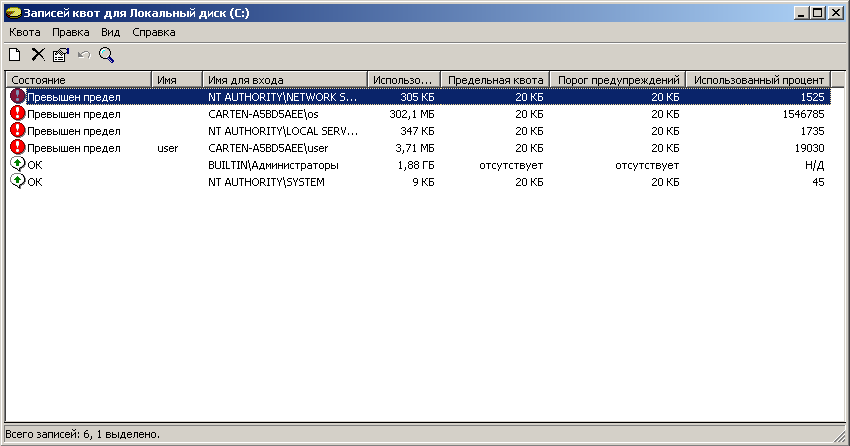 Записей квот для Локальный диск (C:)
Квота Правка Вид Справка
Состояние Имя Имя для входа Использо... Предельная квота Порог предупреждений Использованный процент
Превышен предел NT AUTHORITY\NETWORK S... 305 КБ 20 КБ 20 КБ 1525
Превышен предел CARTEN-A5BD5AEE\os 302,1 МБ 20 КБ 20 КБ 1546785
Превышен предел NT AUTHORITY\LOCAL SERV... 347 КБ 20 КБ 20 КБ 1735
Превышен предел user CARTEN-A5BD5AEE\user 3,71 МБ 20 КБ 20 КБ 19030
OK BUILTIN\Администраторы 1,88 ГБ отсутствует отсутствует Н/Д
OK NT AUTHORITY\SYSTEM 9 КБ 20 КБ 20 КБ 45
Всего записей: 6, 1 выделено.